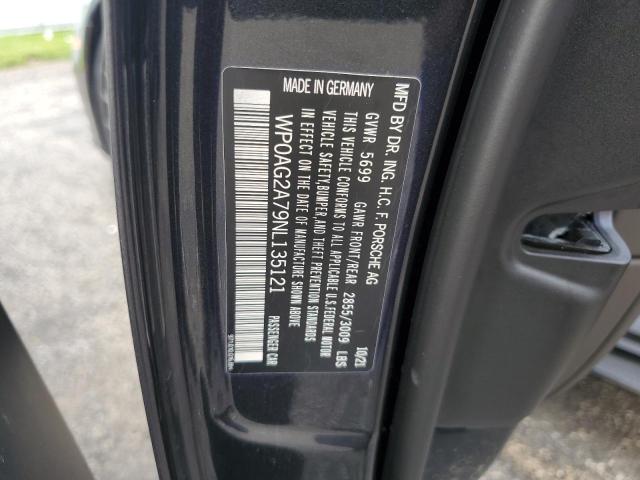 MFD BY DR. ING. H.C. F. PORSCHE AG
10/21
GVWR 5699 GAWR FRONT/REAR 2855/3009 LBS
THIS VEHICLE CONFORMS TO ALL APPLICABLE U.S.FEDERAL MOTOR
VEHICLE SAFETY,BUMPER,AND THEFT PREVENTION STANDARDS
IN EFFECT ON THE DATE OF MANUFACTURE SHOWN ABOVE
WP0AG2A79NL135121
PASSENGER CAR
MADE IN GERMANY